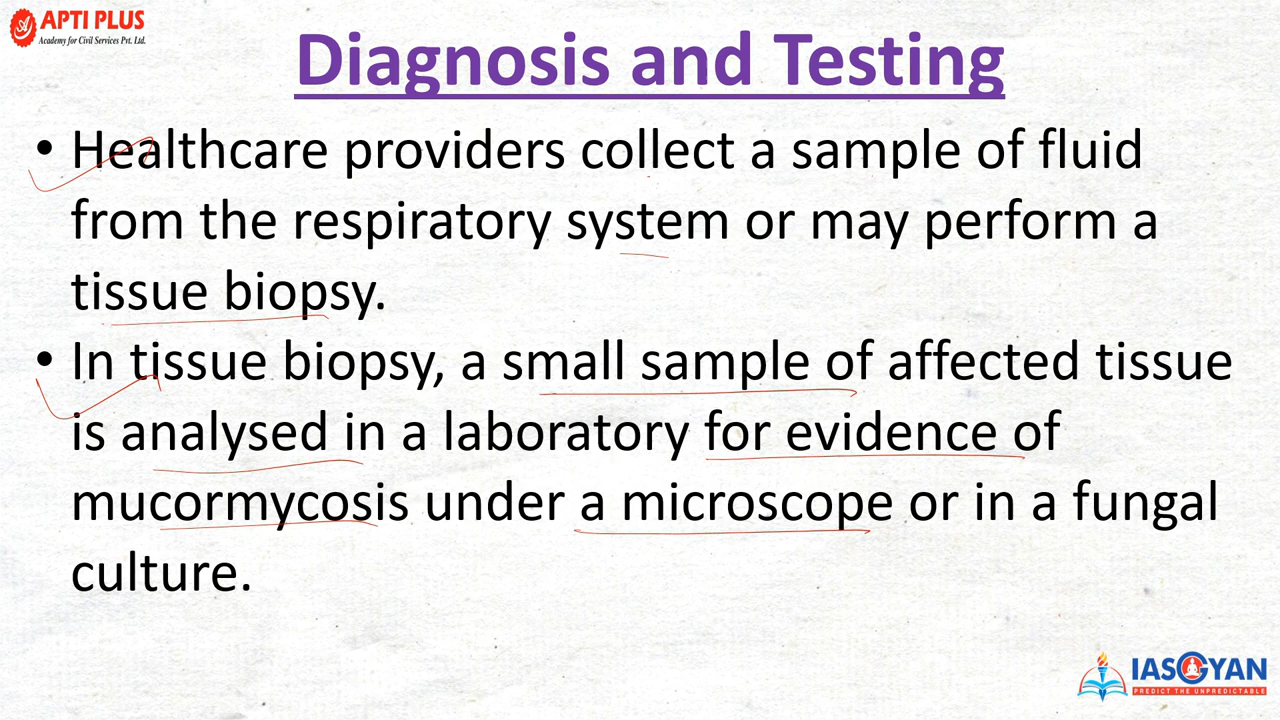 APTI PLUS
Academy for Civil Services Pvt. Ltd.
Diagnosis and Testing
• Healthcare providers collect a sample of fluid
from the respiratory system or may perform a
tissue biopsy.
• In tissue biopsy, a small sample of affected tissue
is analysed in a laboratory for evidence of
mucormycosis under a microscope or in a fungal
culture.
IASGYAN
PREDICT THE UNPREDICTABLE